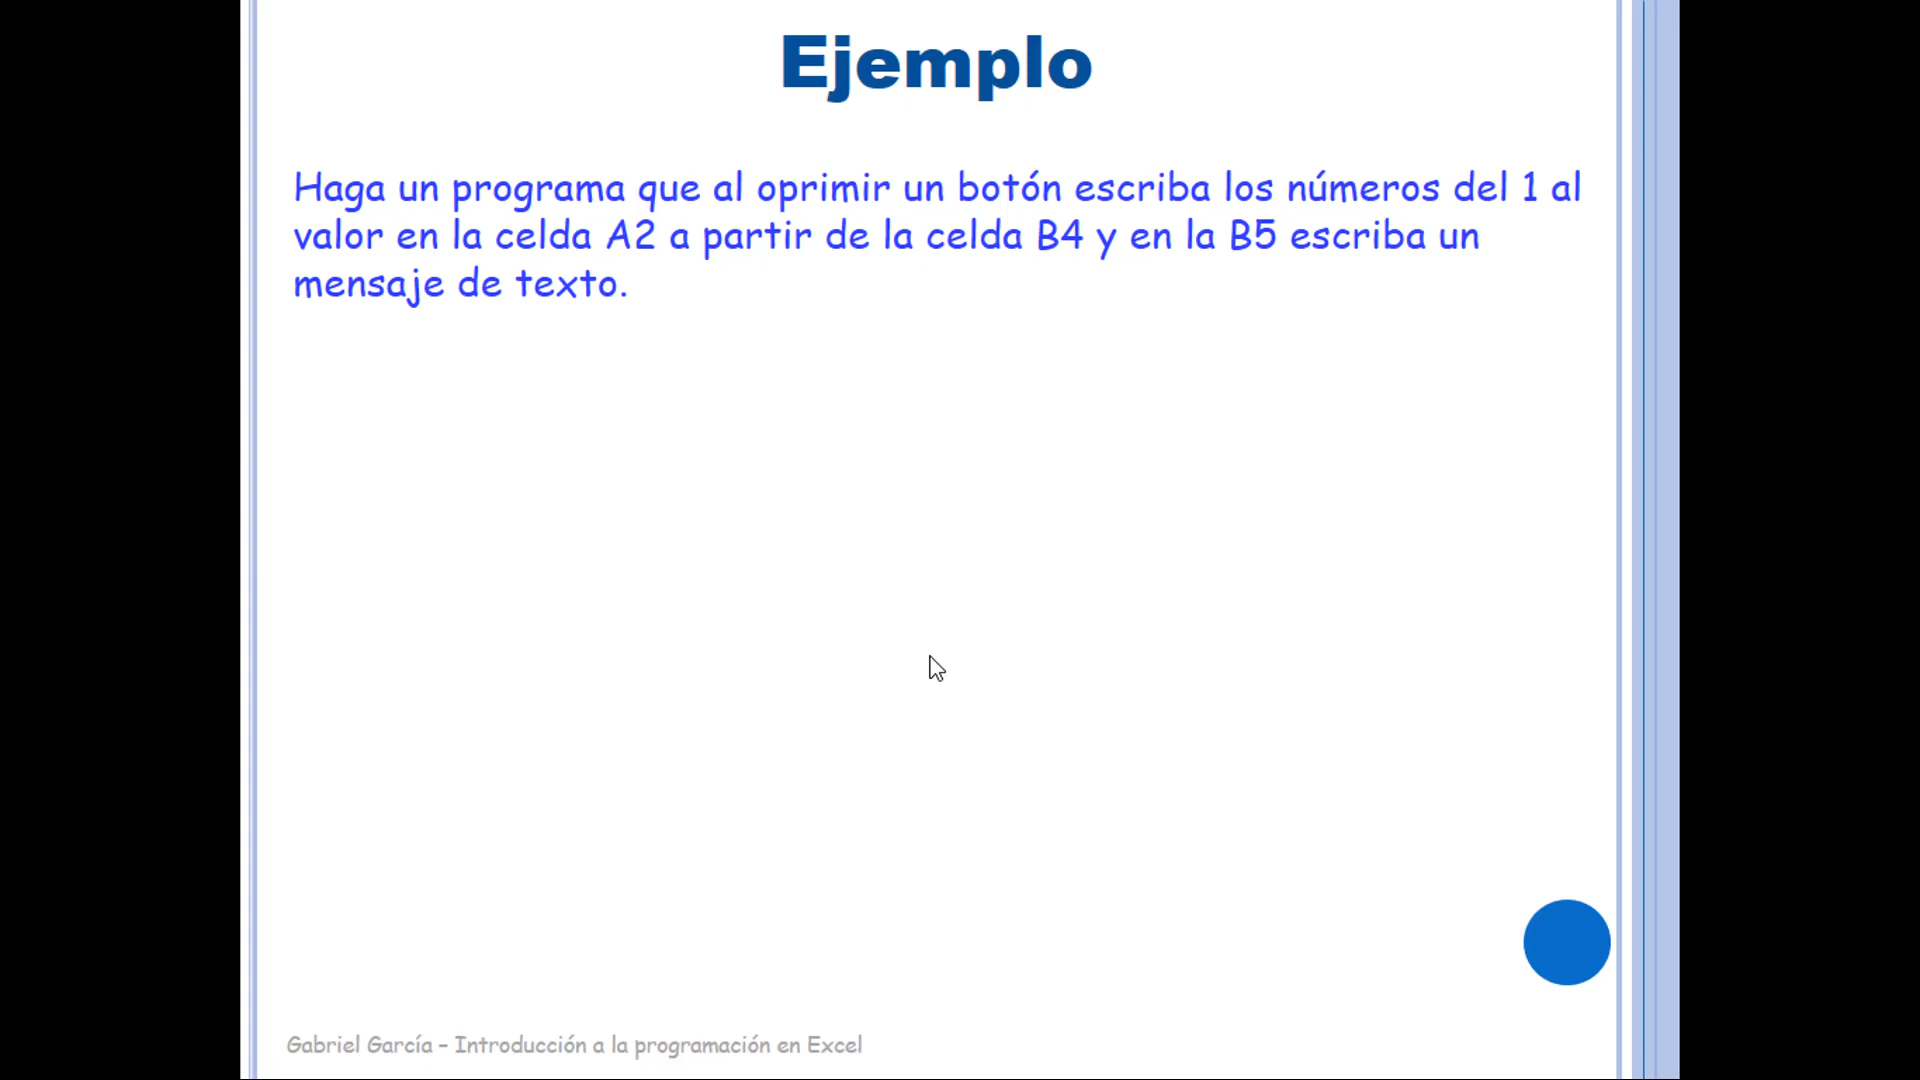 Ejemplo
Haga un programa que al oprimir un botón escriba los números del 1 al
valor en la celda A2 a partir de la celda B4 y en la B5 escriba un
mensaje de texto.
Gabriel García – Introducción a la programación en Excel